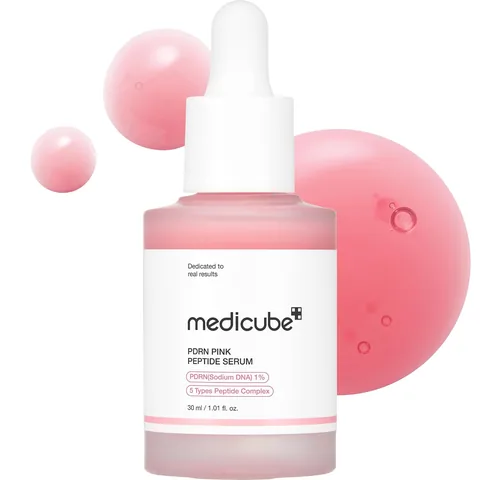 Dedicated to
real results
medicube
PDRN PINK
PEPTIDE SERUM
PDRN(Sodium DNA) 1%
5 Types Peptide Complex
30 ml / 1.01 fl. oz.